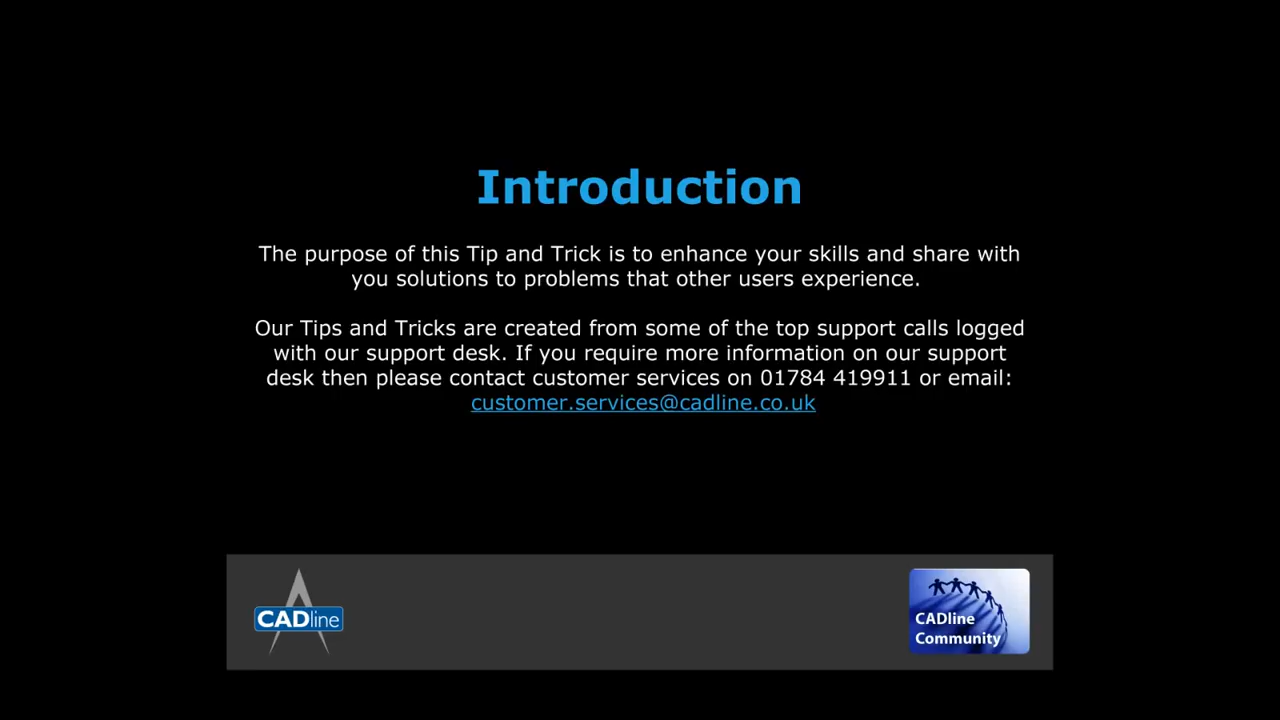 Introduction
The purpose of this Tip and Trick is to enhance your skills and share with
you solutions to problems that other users experience.
Our Tips and Tricks are created from some of the top support calls logged
with our support desk. If you require more information on our support
desk then please contact customer services on 01784 419911 or email:
customer.services@cadline.co.uk
CADline
CADline
Community